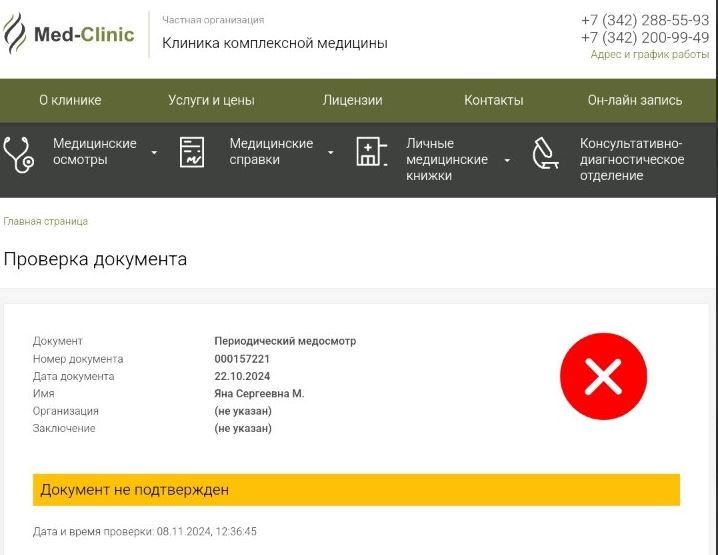 Med-Clinic
Частная организация
Клиника комплексной медицины
+7 (342) 288-55-93
+7 (342) 200-99-49
Адрес и график работы
О клинике
Услуги и цены
Лицензии
Контакты
Он-лайн запись
Медицинские
осмотры
Медицинские
справки
Личные
медицинские
книжки
Консультативно-
диагностическое
отделение
Главная страница
Проверка документа
Документ Периодический медосмотр
Номер документа 000157221
Дата документа 22.10.2024
Имя Яна Сергеевна М.
Организация (не указан)
Заключение (не указан)
Документ не подтвержден
Дата и время проверки: 08.11.2024, 12:36:45